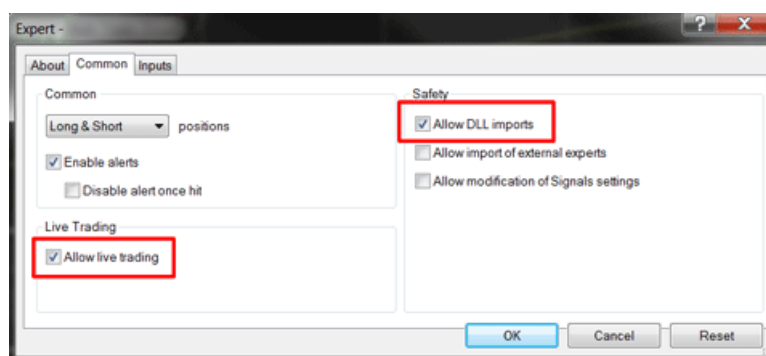 Expert -
?
X
About Common Inputs
Common
Long & Short positions
Enable alerts
Disable alert once hit
Live Trading
Allow live trading
Safety
Allow DLL imports
Allow import of external experts
Allow modification of Signals settings
OK Cancel Reset